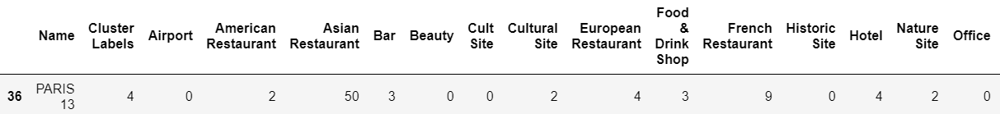 Name Cluster Labels Airport American Restaurant Asian Restaurant Bar Beauty Cult Site Cultural Site European Restaurant Food & Drink Shop French Restaurant Historic Site Hotel Nature Site Office
36 PARIS 13 4 0 2 50 3 0 0 2 4 3 9 0 4 2 0